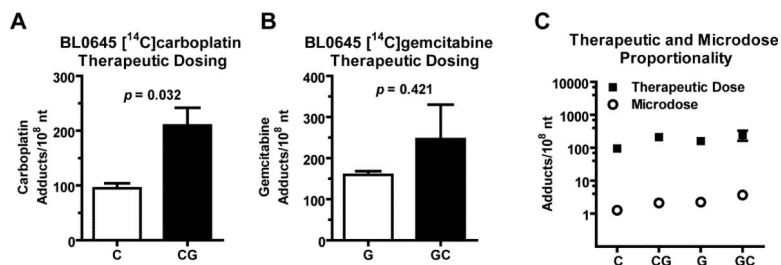 A
BL0645 [14C]carboplatin
Therapeutic Dosing
Carboplatin
Adducts/10^8 nt
300
200
100
0
p = 0.032
C CG
B
BL0645 [14C]gemcitabine
Therapeutic Dosing
Gemcitabine
Adducts/10^8 nt
400
300
200
100
0
p = 0.421
G GC
C
Therapeutic and Microdose
Proportionality
Adducts/10^8 nt
10000
1000
100
10
1
Therapeutic Dose
Microdose
C CG G GC